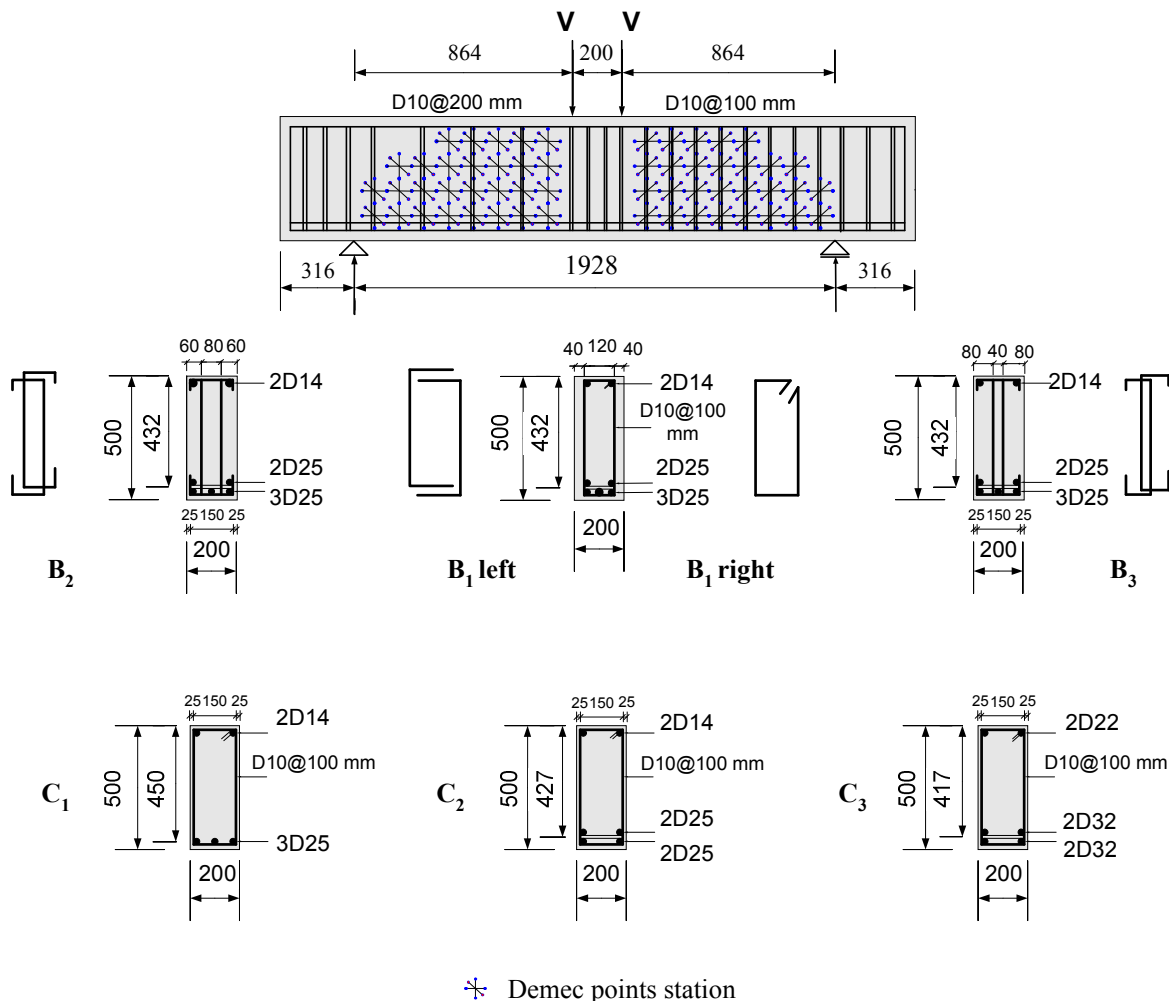 V V
864 200 864
D10@200 mm D10@100 mm
316 1928 316
60 80 60
2D14
500 432
2D25
3D25
25 150 25
200
B2
40 120 40
2D14
D10@100
mm
500 432
2D25
3D25
200
B1 left B1 right
80 40 80
2D14
500 432
2D25
3D25
25 150 25
200
B3
25 150 25
2D14
D10@100 mm
C1 500 450
3D25
200
25 150 25
2D14
D10@100 mm
C2 500 427
2D25
2D25
200
25 150 25
2D22
D10@100 mm
C3 500 417
2D32
2D32
200
Demec points station